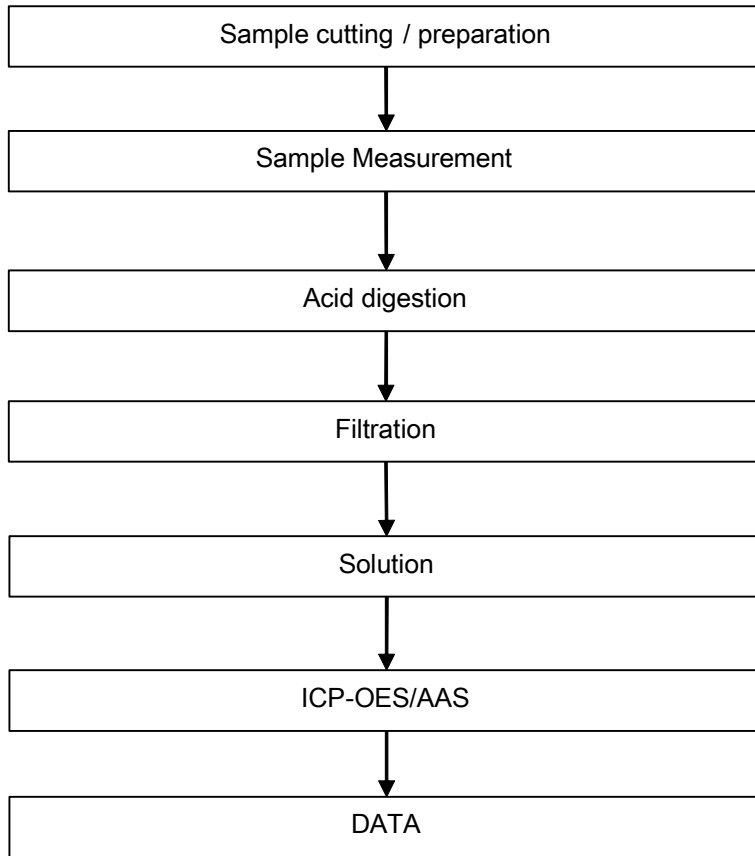 Sample cutting / preparation
Sample Measurement
Acid digestion
Filtration
Solution
ICP-OES/AAS
DATA